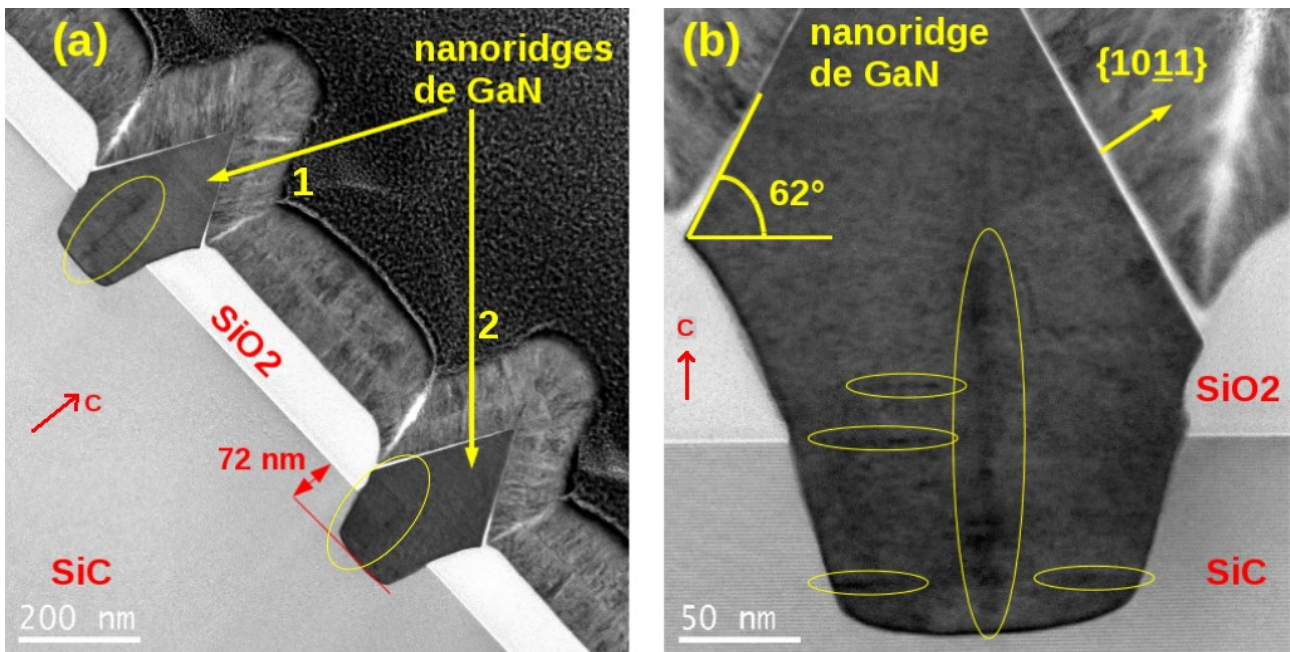 (a)
nanoridges
de GaN
1
2
SiO2
C
72 nm
SiC
200 nm
(b)
nanoridge
de GaN
{10<u>1</u>1}
62°
C
SiO2
SiC
50 nm